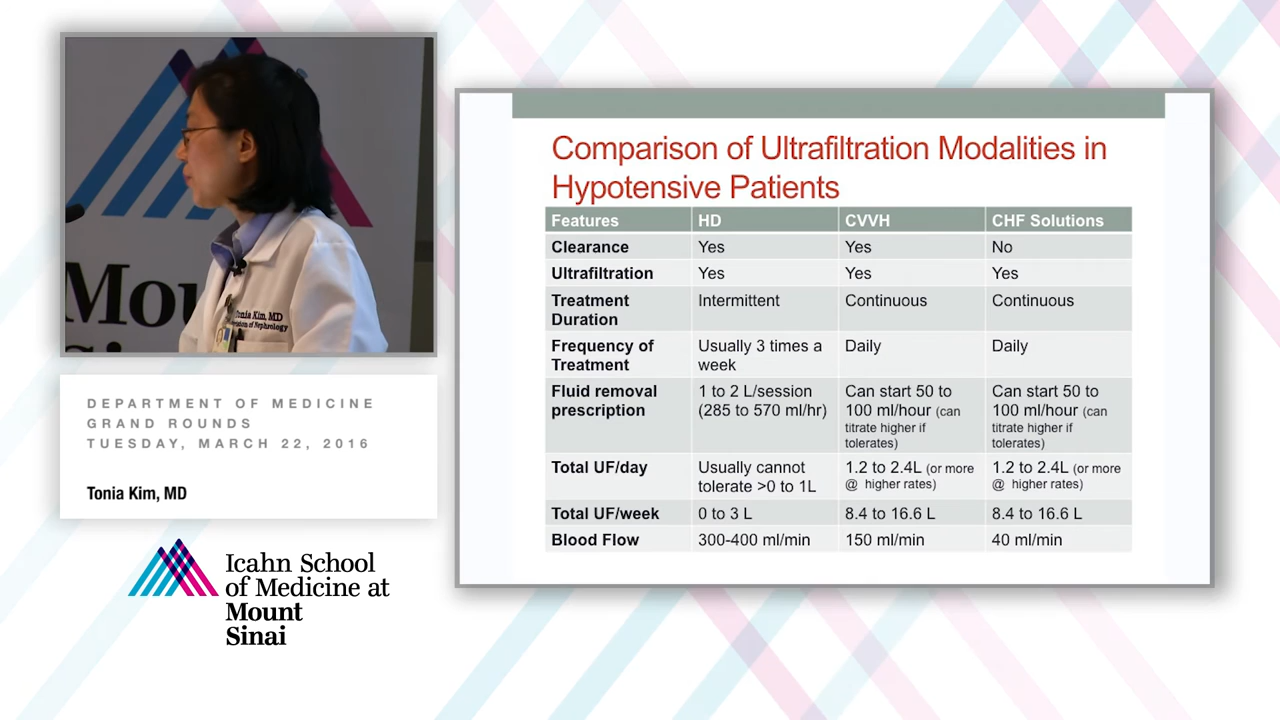 Mou
Tonia Kim, MD
of Nephrology
DEPARTMENT OF MEDICINE
GRAND ROUNDS
TUESDAY, MARCH 22, 2016
Tonia Kim, MD
Icahn School
of Medicine at
Mount
Sinai
Comparison of Ultrafiltration Modalities in
Hypotensive Patients
Features HD CVVH CHF Solutions
Clearance Yes Yes No
Ultrafiltration Yes Yes Yes
Treatment Duration Intermittent Continuous Continuous
Frequency of Treatment Usually 3 times a week Daily Daily
Fluid removal prescription 1 to 2 L/session (285 to 570 ml/hr) Can start 50 to 100 ml/hour (can titrate higher if tolerates) Can start 50 to 100 ml/hour (can titrate higher if tolerates)
Total UF/day Usually cannot tolerate >0 to 1L 1.2 to 2.4L (or more @ higher rates) 1.2 to 2.4L (or more @ higher rates)
Total UF/week 0 to 3 L 8.4 to 16.6 L 8.4 to 16.6 L
Blood Flow 300-400 ml/min 150 ml/min 40 ml/min